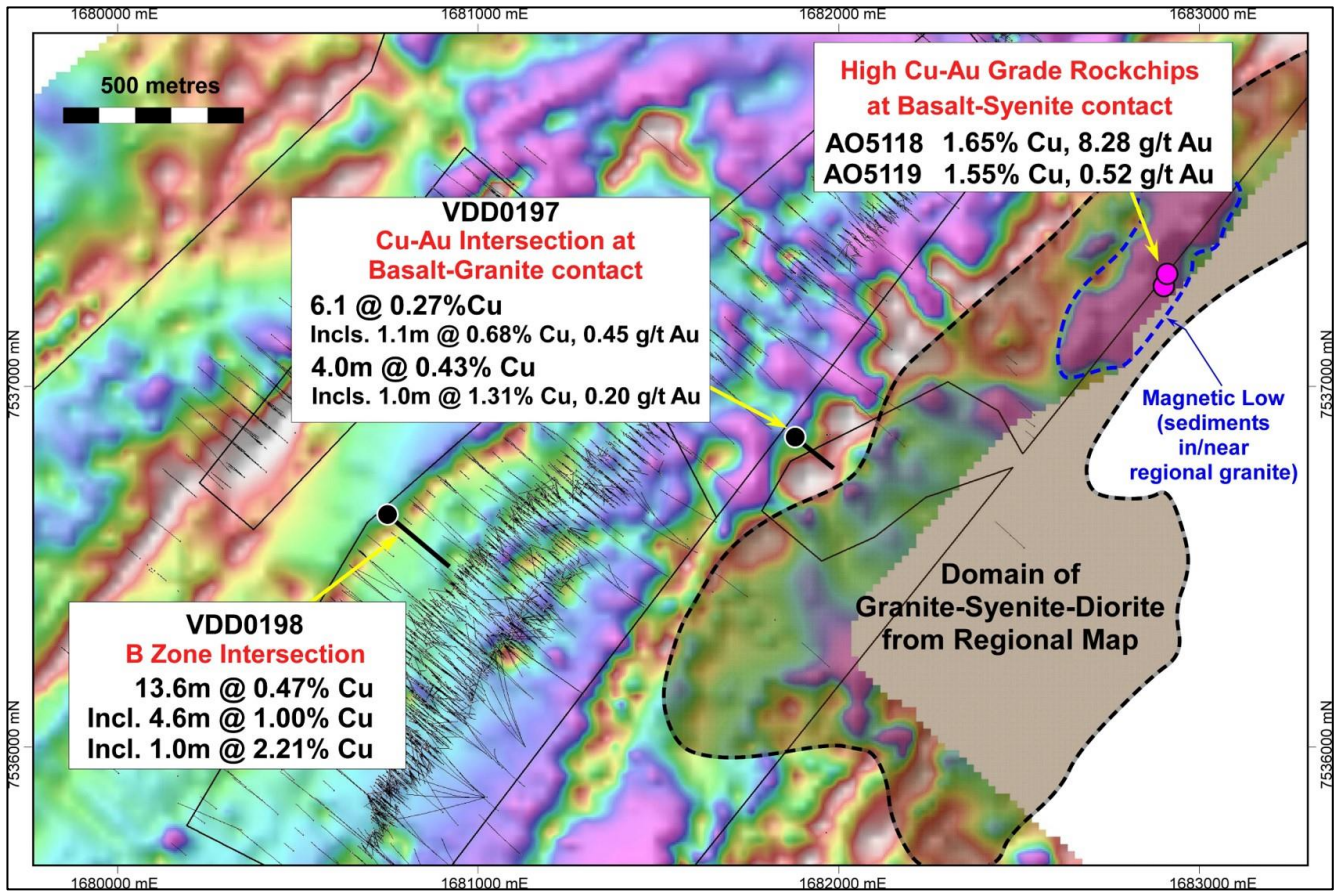 1680000 mE
1681000 mE
1682000 mE
1683000 mE
500 metres
High Cu-Au Grade Rockchips
at Basalt-Syenite contact
AO5118 1.65% Cu, 8.28 g/t Au
AO5119 1.55% Cu, 0.52 g/t Au
VDD0197
Cu-Au Intersection at
Basalt-Granite contact
6.1 @ 0.27%Cu
Incls. 1.1m @ 0.68% Cu, 0.45 g/t Au
4.0m @ 0.43% Cu
Incls. 1.0m @ 1.31% Cu, 0.20 g/t Au
7537000 mN
7537000 mN
Magnetic Low
(sediments
in/near
regional granite)
Domain of
Granite-Syenite-Diorite
from Regional Map
VDD0198
B Zone Intersection
13.6m @ 0.47% Cu
Incl. 4.6m @ 1.00% Cu
Incl. 1.0m @ 2.21% Cu
7536000 mN
7536000 mN
1680000 mE
1681000 mE
1682000 mE
1683000 mE